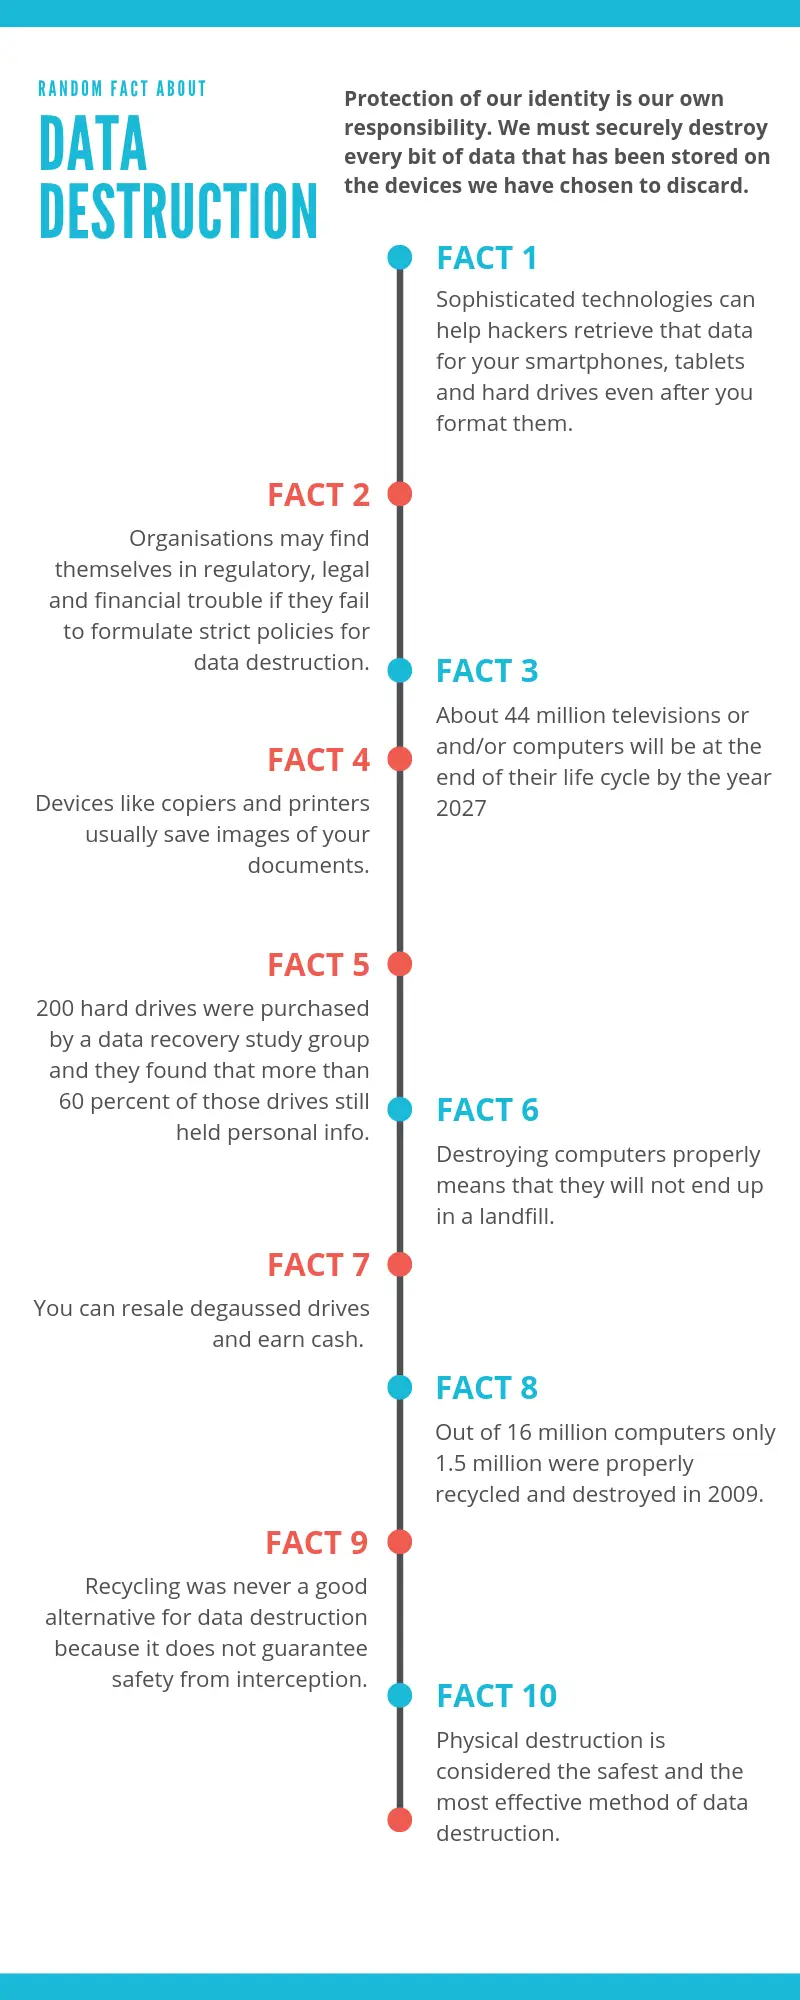 RANDOM FACT ABOUT
DATA
DESTRUCTION
Protection of our identity is our own
responsibility. We must securely destroy
every bit of data that has been stored on
the devices we have chosen to discard.
FACT 1
Sophisticated technologies can
help hackers retrieve that data
for your smartphones, tablets
and hard drives even after you
format them.
FACT 2
Organisations may find
themselves in regulatory, legal
and financial trouble if they fail
to formulate strict policies for
data destruction.
FACT 3
About 44 million televisions or
and/or computers will be at the
end of their life cycle by the year
2027
FACT 4
Devices like copiers and printers
usually save images of your
documents.
FACT 5
200 hard drives were purchased
by a data recovery study group
and they found that more than
60 percent of those drives still
held personal info.
FACT 6
Destroying computers properly
means that they will not end up
in a landfill.
FACT 7
You can resale degaussed drives
and earn cash.
FACT 8
Out of 16 million computers only
1.5 million were properly
recycled and destroyed in 2009.
FACT 9
Recycling was never a good
alternative for data destruction
because it does not guarantee
safety from interception.
FACT 10
Physical destruction is
considered the safest and the
most effective method of data
destruction.